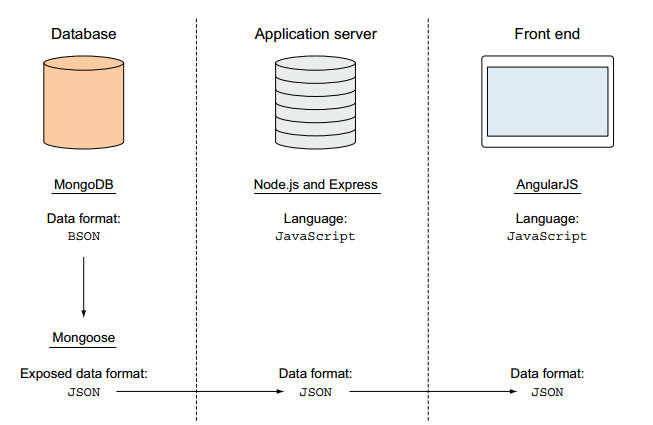 Database
Application server
Front end
MongoDB
Node.js and Express
AngularJS
Data format:
BSON
Language:
JavaScript
Language:
JavaScript
Mongoose
Exposed data format:
JSON
Data format:
JSON
Data format:
JSON